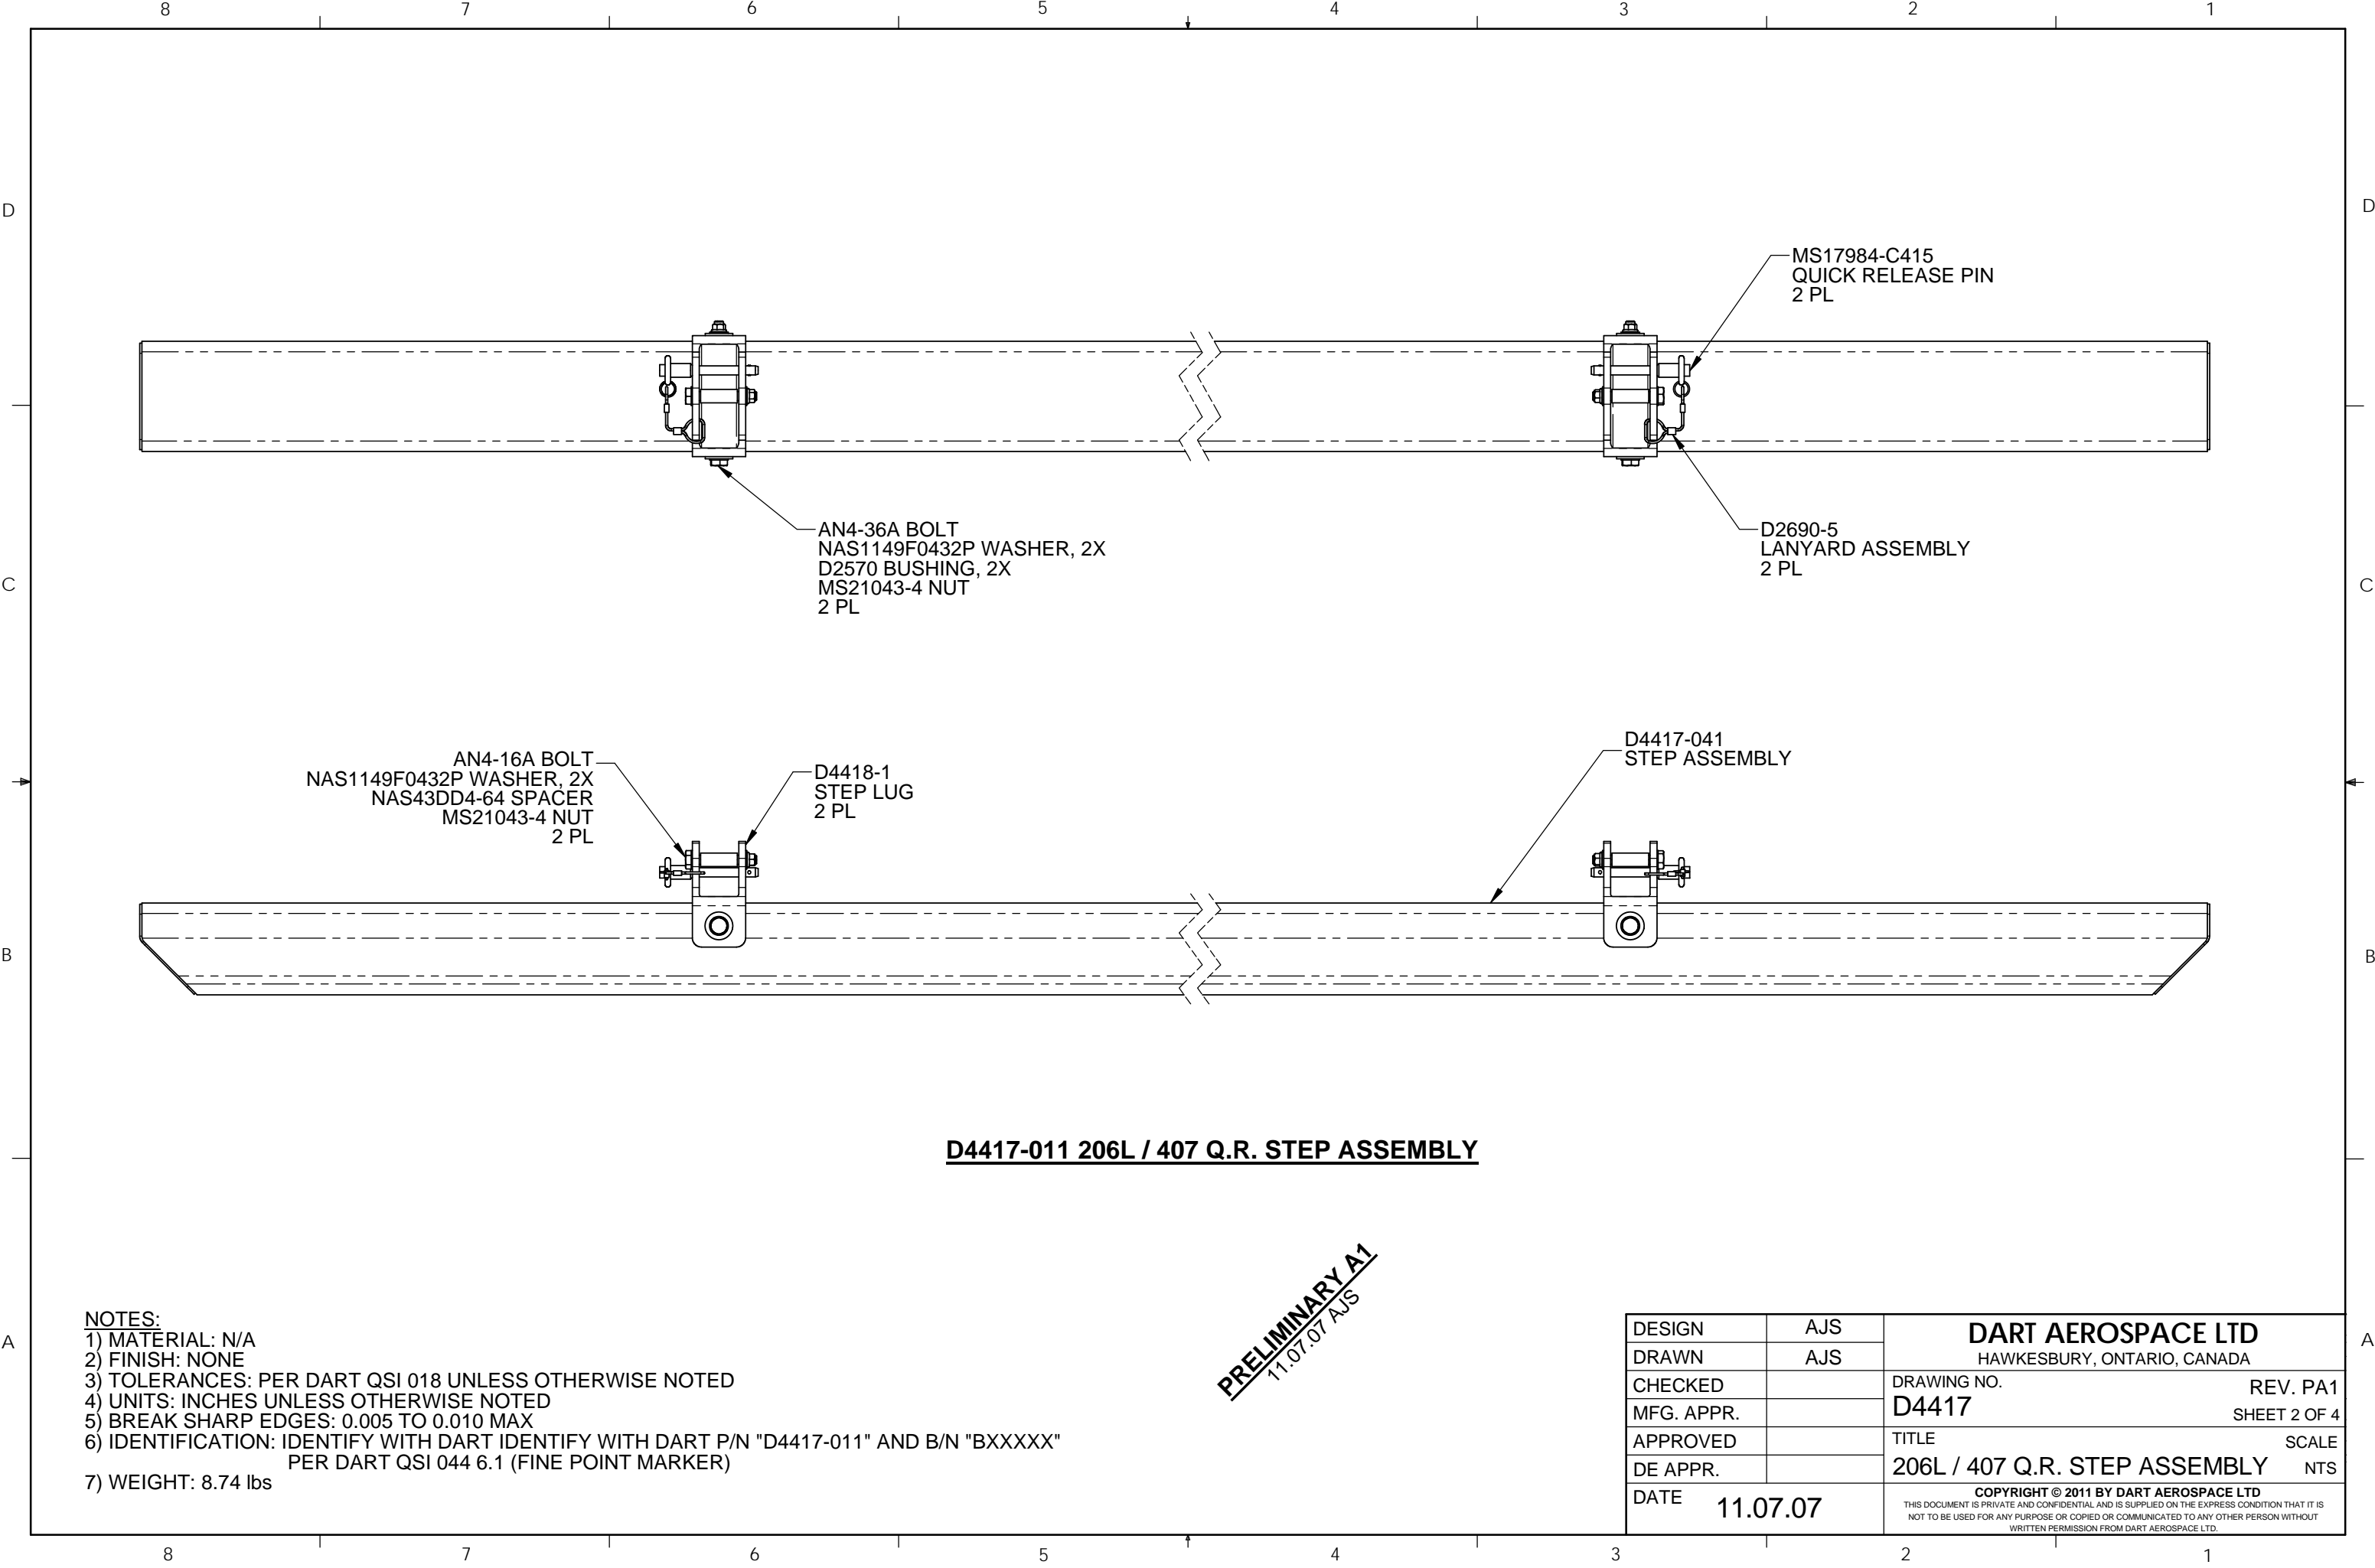 8 7 6 5 4 3 2 1
D D
MS17984-C415
QUICK RELEASE PIN
2 PL
AN4-36A BOLT
NAS1149F0432P WASHER, 2X
D2570 BUSHING, 2X
MS21043-4 NUT
2 PL
D2690-5
LANYARD ASSEMBLY
2 PL
C C
AN4-16A BOLT
NAS1149F0432P WASHER, 2X
NAS43DD4-64 SPACER
MS21043-4 NUT
2 PL
D4418-1
STEP LUG
2 PL
D4417-041
STEP ASSEMBLY
B B
D4417-011 206L / 407 Q.R. STEP ASSEMBLY
PRELIMINARY A1
11.07.07 AJS
NOTES:
1) MATERIAL: N/A
2) FINISH: NONE
3) TOLERANCES: PER DART QSI 018 UNLESS OTHERWISE NOTED
4) UNITS: INCHES UNLESS OTHERWISE NOTED
5) BREAK SHARP EDGES: 0.005 TO 0.010 MAX
6) IDENTIFICATION: IDENTIFY WITH DART IDENTIFY WITH DART P/N "D4417-011" AND B/N "BXXXXX"
PER DART QSI 044 6.1 (FINE POINT MARKER)
7) WEIGHT: 8.74 lbs
A A
DESIGN AJS
DRAWN AJS
CHECKED
MFG. APPR.
APPROVED
DE APPR.
DATE 11.07.07
DART AEROSPACE LTD
HAWKESBURY, ONTARIO, CANADA
DRAWING NO. REV. PA1
D4417 SHEET 2 OF 4
TITLE SCALE
206L / 407 Q.R. STEP ASSEMBLY NTS
COPYRIGHT © 2011 BY DART AEROSPACE LTD
THIS DOCUMENT IS PRIVATE AND CONFIDENTIAL AND IS SUPPLIED ON THE EXPRESS CONDITION THAT IT IS
NOT TO BE USED FOR ANY PURPOSE OR COPIED OR COMMUNICATED TO ANY OTHER PERSON WITHOUT
WRITTEN PERMISSION FROM DART AEROSPACE LTD.
8 7 6 5 4 3 2 1